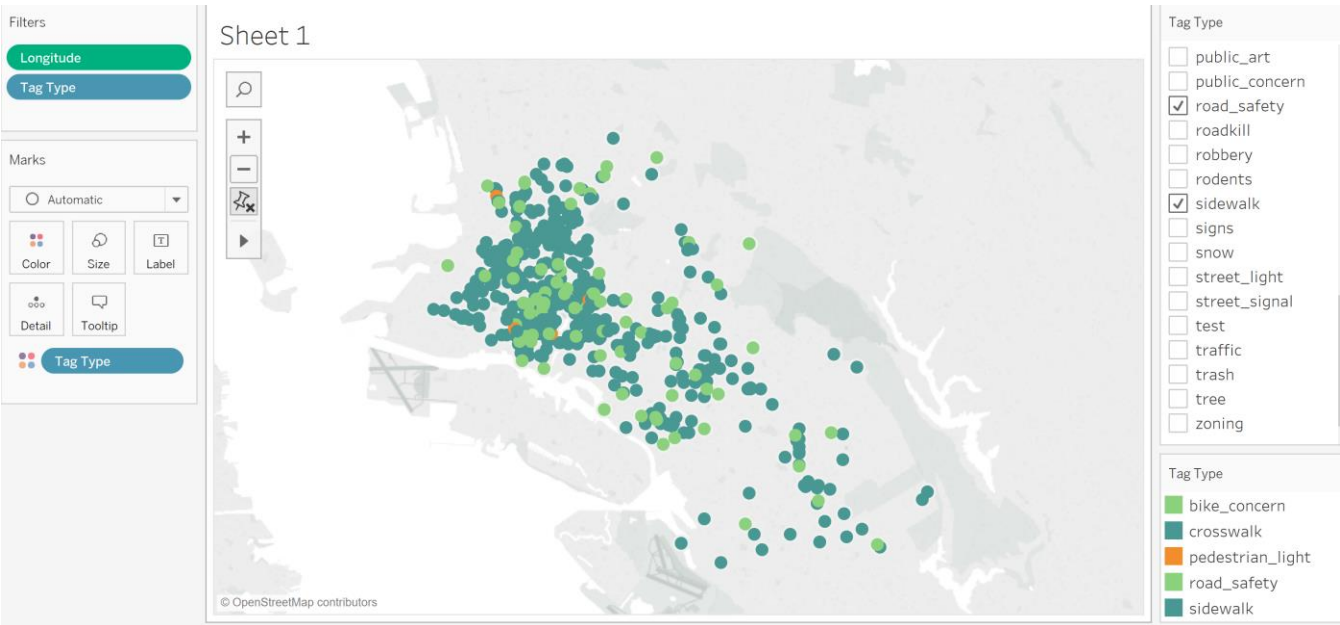 Filters
Longitude
Tag Type
Marks
Automatic
Color
Size
Label
Detail
Tooltip
Tag Type
Sheet 1
© OpenStreetMap contributors
Tag Type
public_art
public_concern
road_safety
roadkill
robbery
rodents
sidewalk
signs
snow
street_light
street_signal
test
traffic
trash
tree
zoning
Tag Type
bike_concern
crosswalk
pedestrian_light
road_safety
sidewalk